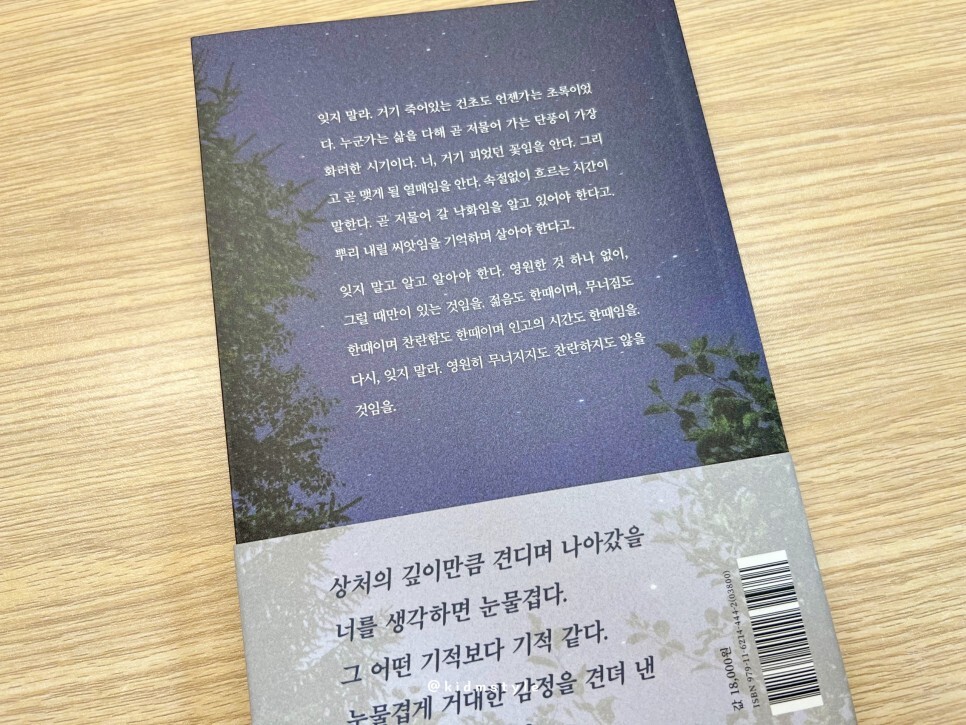 잊지 말라. 거기 죽어있는 건초도 언젠가는 초록이었
다. 누군가는 삶을 다해 곧 저물어 가는 단풍이 가장
화려한 시기이다. 너, 거기 피었던 꽃임을 안다. 그리
고 곧 맺게 될 열매임을 안다. 속절없이 흐르는 시간이
말한다. 곧 저물어 갈 낙화임을 알고 있어야 한다고.
뿌리 내릴 씨앗임을 기억하며 살아야 한다고.
잊지 말고 알고 알아야 한다. 영원한 것 하나 없이,
그럴 때만이 있는 것임을. 젊음도 한때이며, 무너짐도
한때이며 찬란함도 한때이며 인고의 시간도 한때임을.
다시, 잊지 말라. 영원히 무너지지도 찬란하지도 않을
것임을.
상처의 깊이만큼 견디며 나아갔을
너를 생각하면 눈물겹다.
그 어떤 기적보다 기적 같다.
눈물겹게 거대한 감정을 견뎌 낸
값 18,000원
ISBN 979-11-6214-444-2(03800)